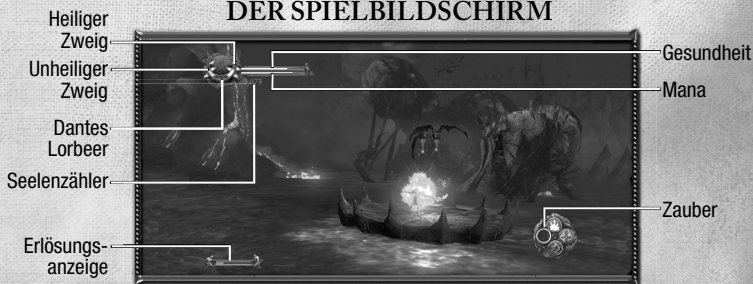 DER SPIELBILDSCHIRM
Heiliger
Zweig
Unheiliger
Zweig
Dantes
Lorbeer
Seelenzähler
Erlösungs-
anzeige
Gesundheit
Mana
Zauber